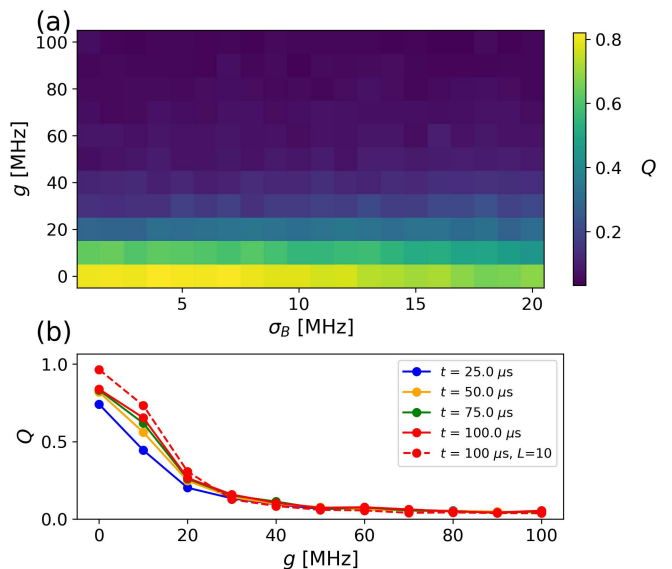 (a)
100
80
60
40
20
0
g [MHz]
5
10
15
20
σ_B [MHz]
0.8
0.6
0.4
0.2
Q
(b)
1.0
0.5
0.0
Q
t = 25.0 μs
t = 50.0 μs
t = 75.0 μs
t = 100.0 μs
t = 100 μs, L=10
0
20
40
60
80
100
g [MHz]